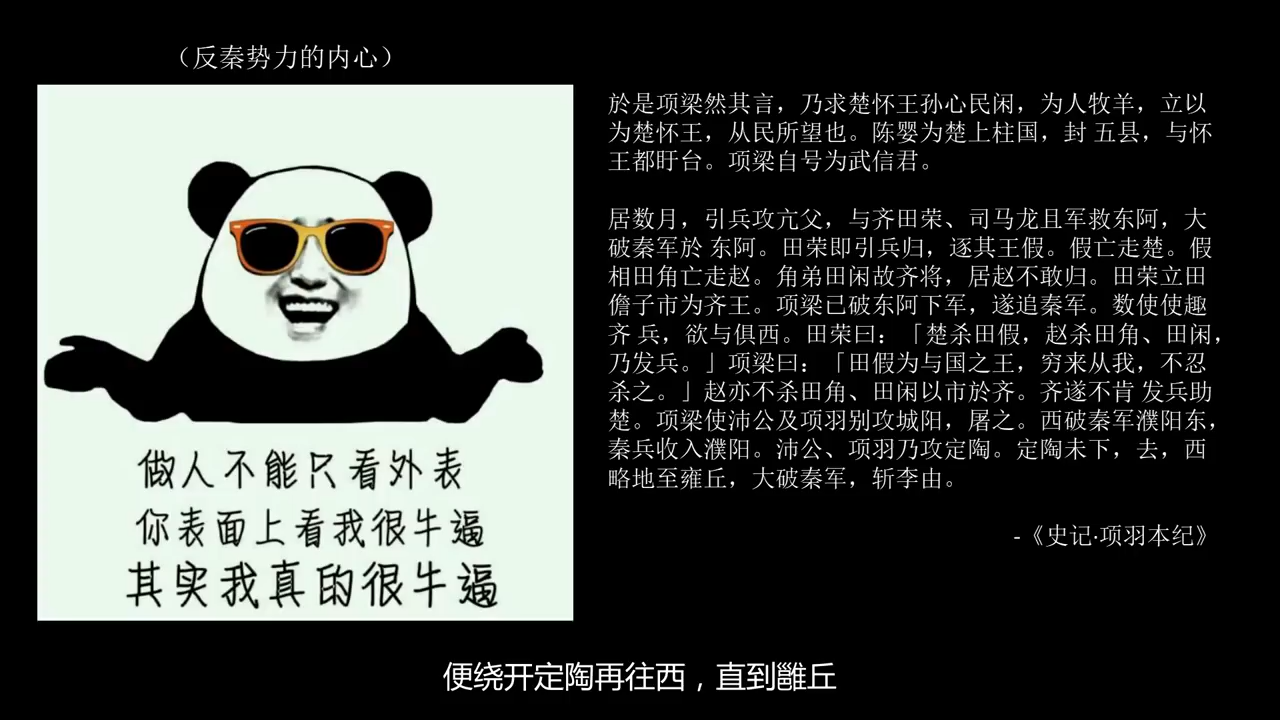 （反秦势力的内心）
做人不能只看外表
你表面上看我很牛逼
其实我真的很牛逼
於是项梁然其言，乃求楚怀王孙心民闲，为人牧羊，立以
为楚怀王，从民所望也。陈婴为楚上柱国，封 五县，与怀
王都盱台。项梁自号为武信君。
居数月，引兵攻亢父，与齐田荣、司马龙且军救东阿，大
破秦军於 东阿。田荣即引兵归，逐其王假。假亡走楚。假
相田角亡走赵。角弟田闲故齐将，居赵不敢归。田荣立田
儋子市为齐王。项梁已破东阿下军，遂追秦军。数使使趣
齐 兵，欲与俱西。田荣曰：「楚杀田假，赵杀田角、田闲，
乃发兵。」项梁曰：「田假为与国之王，穷来从我，不忍
杀之。」赵亦不杀田角、田闲以市於齐。齐遂不肯 发兵助
楚。项梁使沛公及项羽别攻城阳，屠之。西破秦军濮阳东，
秦兵收入濮阳。沛公、项羽乃攻定陶。定陶未下，去，西
略地至雍丘，大破秦军，斩李由。
-《史记·项羽本纪》
便绕开定陶再往西，直到雝丘